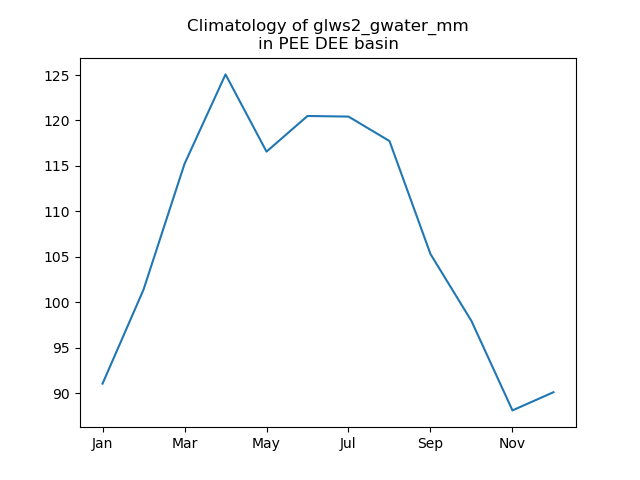 Climatology of glws2_gwater_mm
in PEE DEE basin
125
120
115
110
105
100
95
90
Jan
Mar
May
Jul
Sep
Nov